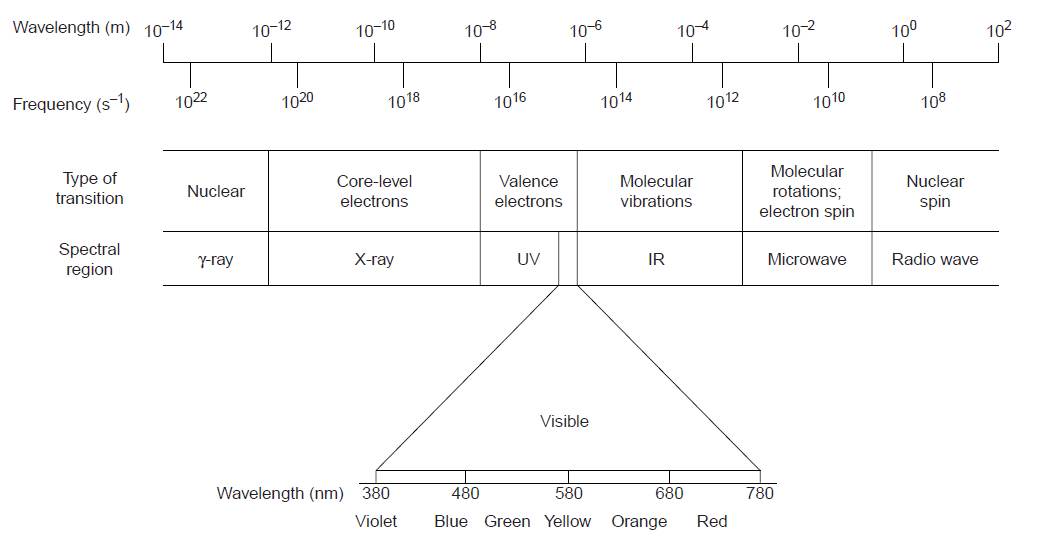 Wavelength (m) 10⁻¹⁴ 10⁻¹² 10⁻¹⁰ 10⁻⁸ 10⁻⁶ 10⁻⁴ 10⁻² 10⁰ 10²
Frequency (s⁻¹) 10²² 10²⁰ 10¹⁸ 10¹⁶ 10¹⁴ 10¹² 10¹⁰ 10⁸
Type of
transition
Nuclear
Core-level
electrons
Valence
electrons
Molecular
vibrations
Molecular
rotations;
electron spin
Nuclear
spin
Spectral
region
γ-ray
X-ray
UV
IR
Microwave
Radio wave
Visible
Wavelength (nm) 380 480 580 680 780
Violet Blue Green Yellow Orange Red